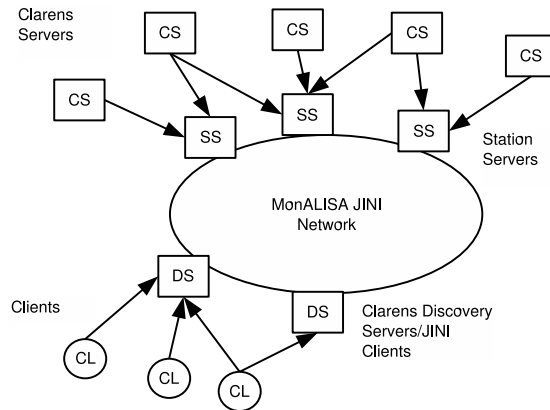 Clarens
Servers
CS
CS
CS
CS
CS
SS
SS
SS
Station
Servers
MonALISA JINI
Network
DS
DS
Clients
Clarens Discovery
Servers/JINI
Clients
CL
CL
CL